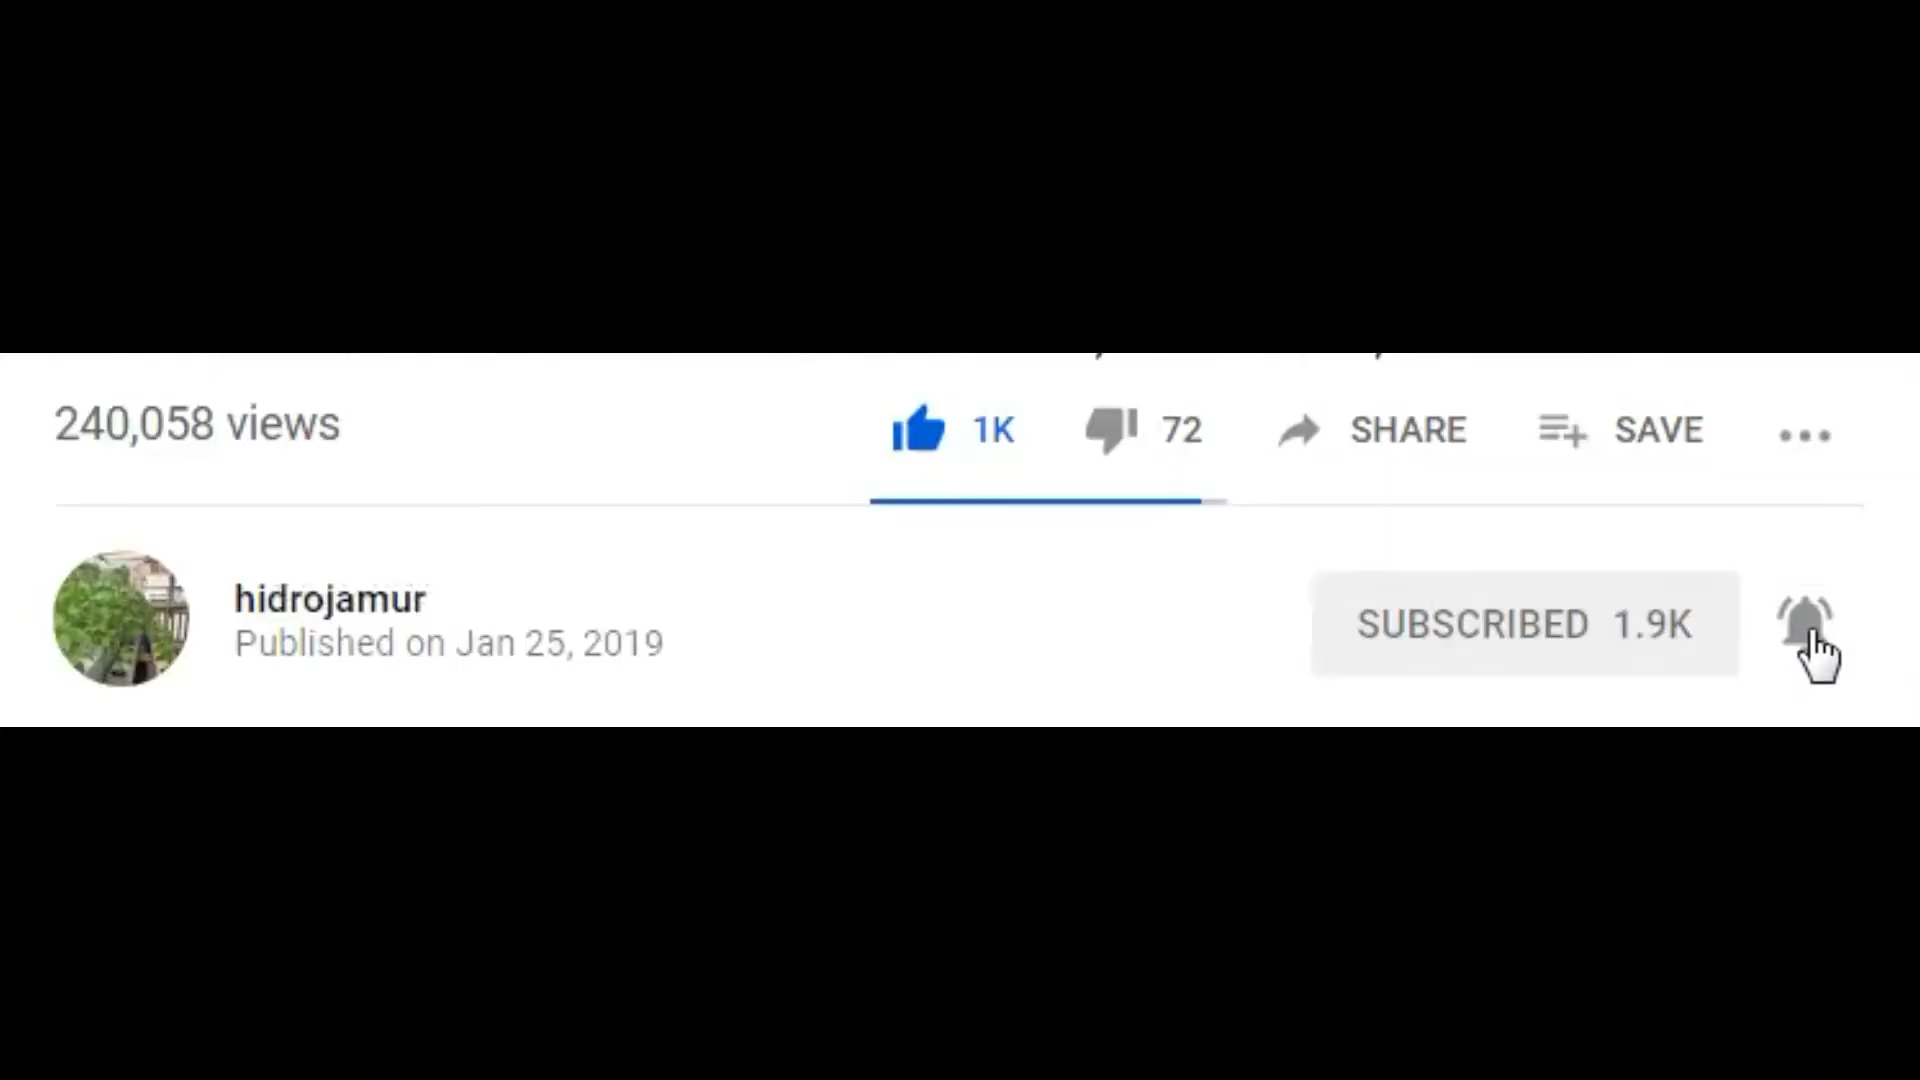 240,058 views
1K 72 SHARE SAVE
hidrojamur
Published on Jan 25, 2019
SUBSCRIBED 1.9K